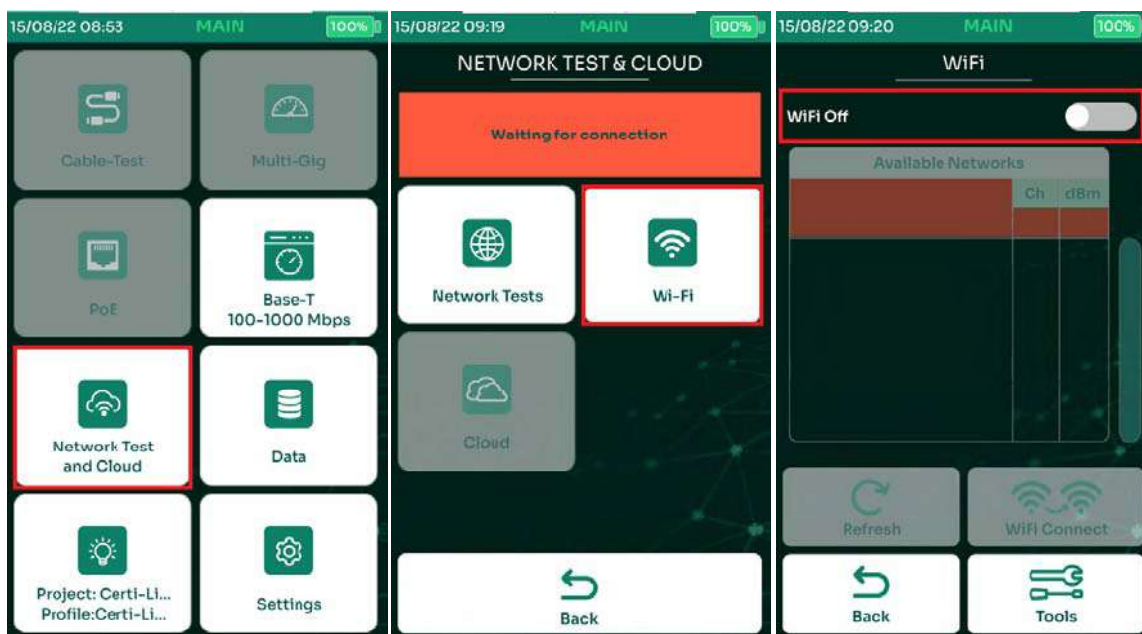 15/08/22 08:53 MAIN 100%
Cable-Test
Multi-Gig
PoE
Base-T
100-1000 Mbps
Network Test
and Cloud
Data
Project: Certi-Li...
Profile:Certi-Li...
Settings
15/08/22 09:19 MAIN 100%
NETWORK TEST & CLOUD
Waiting for connection
Network Tests
Wi-Fi
Cloud
Back
15/08/22 09:20 MAIN 100%
WiFi
WiFi Off
Available Networks
Ch dBm
Refresh
WiFi Connect
Back
Tools